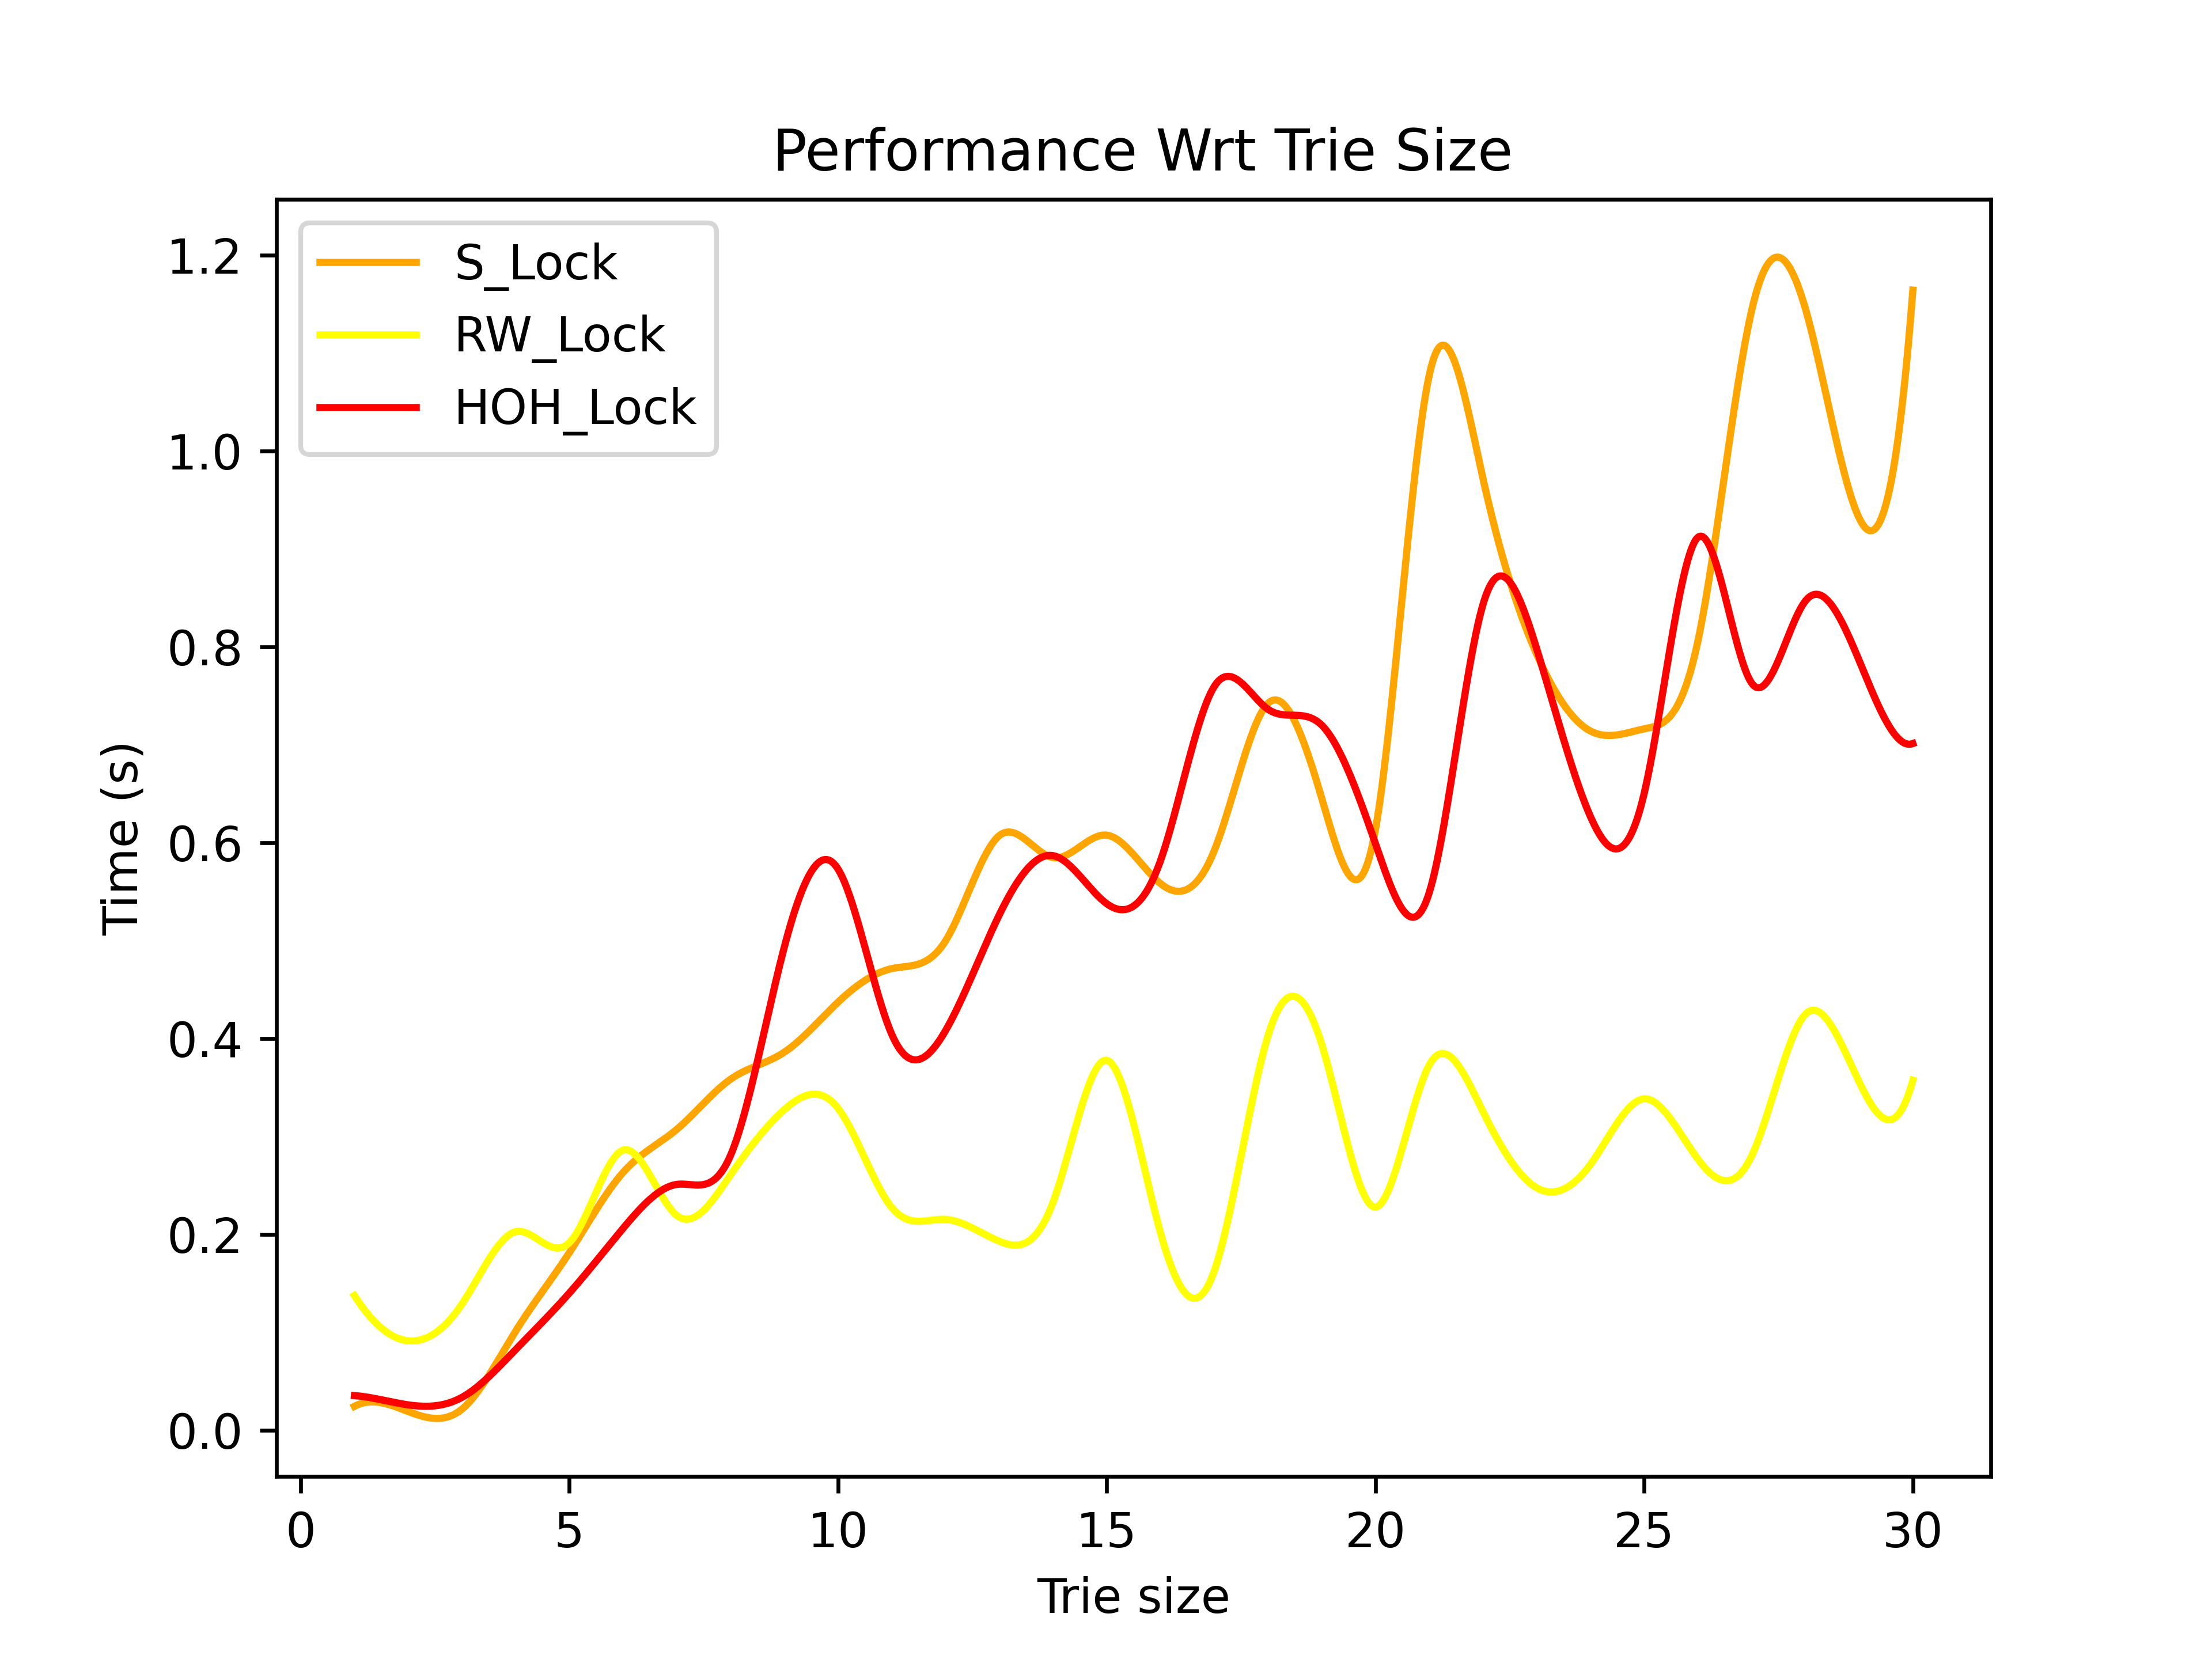 Performance Wrt Trie Size
S_Lock
RW_Lock
HOH_Lock
1.2
1.0
0.8
0.6
0.4
0.2
0.0
Time (s)
0 5 10 15 20 25 30
Trie size